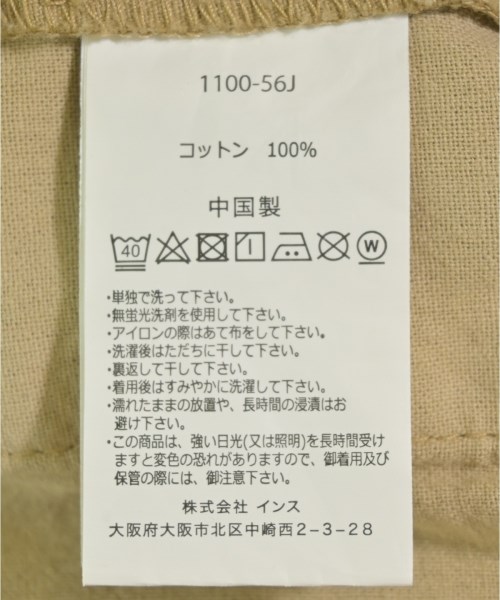 1100-56J
コットン 100%
中国製
40 W
・単独で洗って下さい。
・無蛍光洗剤を使用して下さい。
・アイロンの際はあて布をして下さい。
・洗濯後はただちに干して下さい。
・裏返して干して下さい。
・着用後はすみやかに洗濯して下さい。
・濡れたままの放置や、長時間の浸漬はお
避け下さい。
・この商品は、強い日光(又は照明)を長時間受け
ますと変色の恐れがありますので、御着用及び
保管の際には、御注意下さい。
株式会社 インス
大阪府大阪市北区中崎西2-3-28